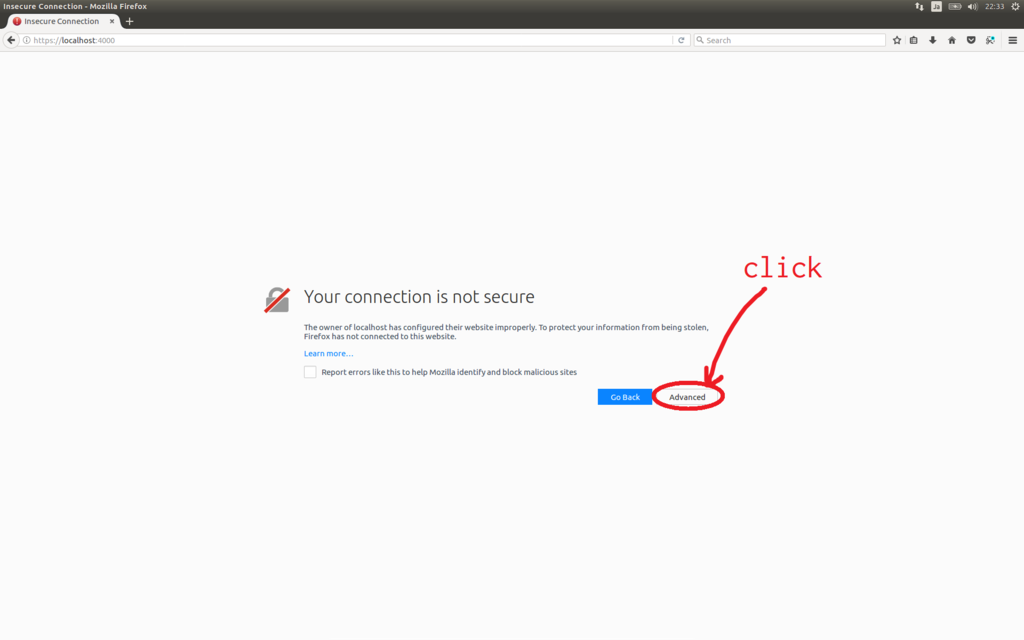 Insecure Connection - Mozilla Firefox
Ja
22:33
Insecure Connection
https://localhost:4000
Search
click
Your connection is not secure
The owner of localhost has configured their website improperly. To protect your information from being stolen,
Firefox has not connected to this website.
Learn more…
Report errors like this to help Mozilla identify and block malicious sites
Go Back
Advanced